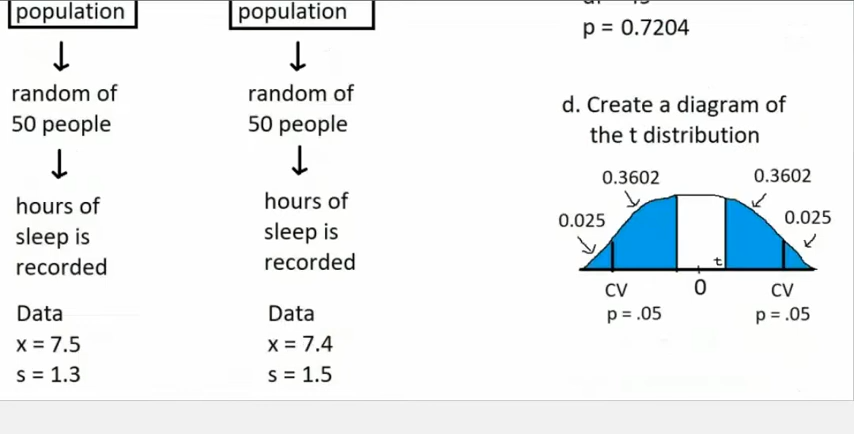 population
random of
50 people
hours of
sleep is
recorded
Data
x = 7.5
s = 1.3
population
random of
50 people
hours of
sleep is
recorded
Data
x = 7.4
s = 1.5
p = 0.7204
d. Create a diagram of
the t distribution
0.3602
0.3602
0.025
0.025
t
CV
0
CV
p = .05
p = .05